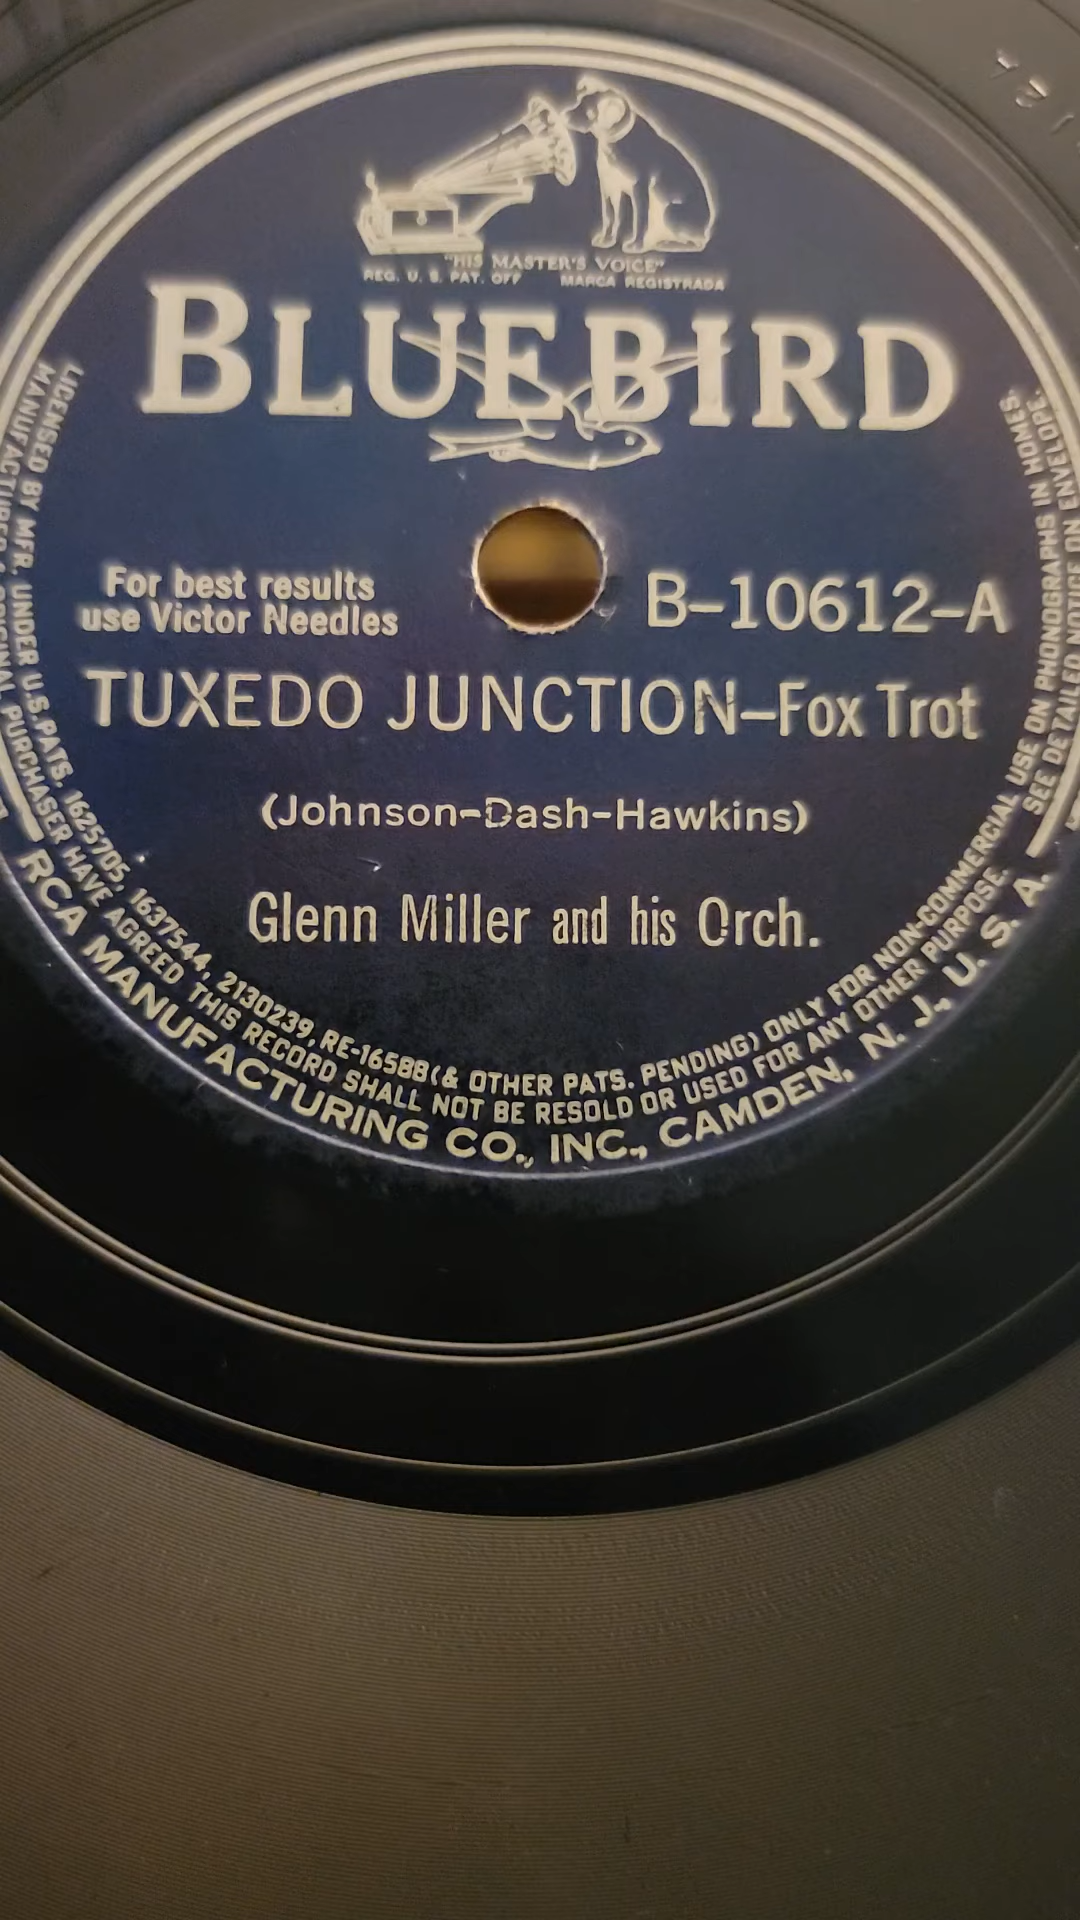 "HIS MASTER'S VOICE"
REG. U. S. PAT. OFF MARCA REGISTRADA
BLUEBIRD
For best results
use Victor Needles
B-10612-A
TUXEDO JUNCTION-Fox Trot
(Johnson-Dash-Hawkins)
Glenn Miller and his Orch.
LICENSED BY MFR. UNDER U.S.PATS. 1625705, 1637544, 2130239, RE-16588 (& OTHER PATS. PENDING) ONLY FOR NON-COMMERCIAL USE ON PHONOGRAPHS IN HOMES.
MANUFACTURED & ORIGINAL PURCHASER HAVE AGREED THIS RECORD SHALL NOT BE RESOLD OR USED FOR ANY OTHER PURPOSE. SEE DETAILED NOTICE ON ENVELOPE.
RCA MANUFACTURING CO., INC., CAMDEN, N. J., U. S. A.